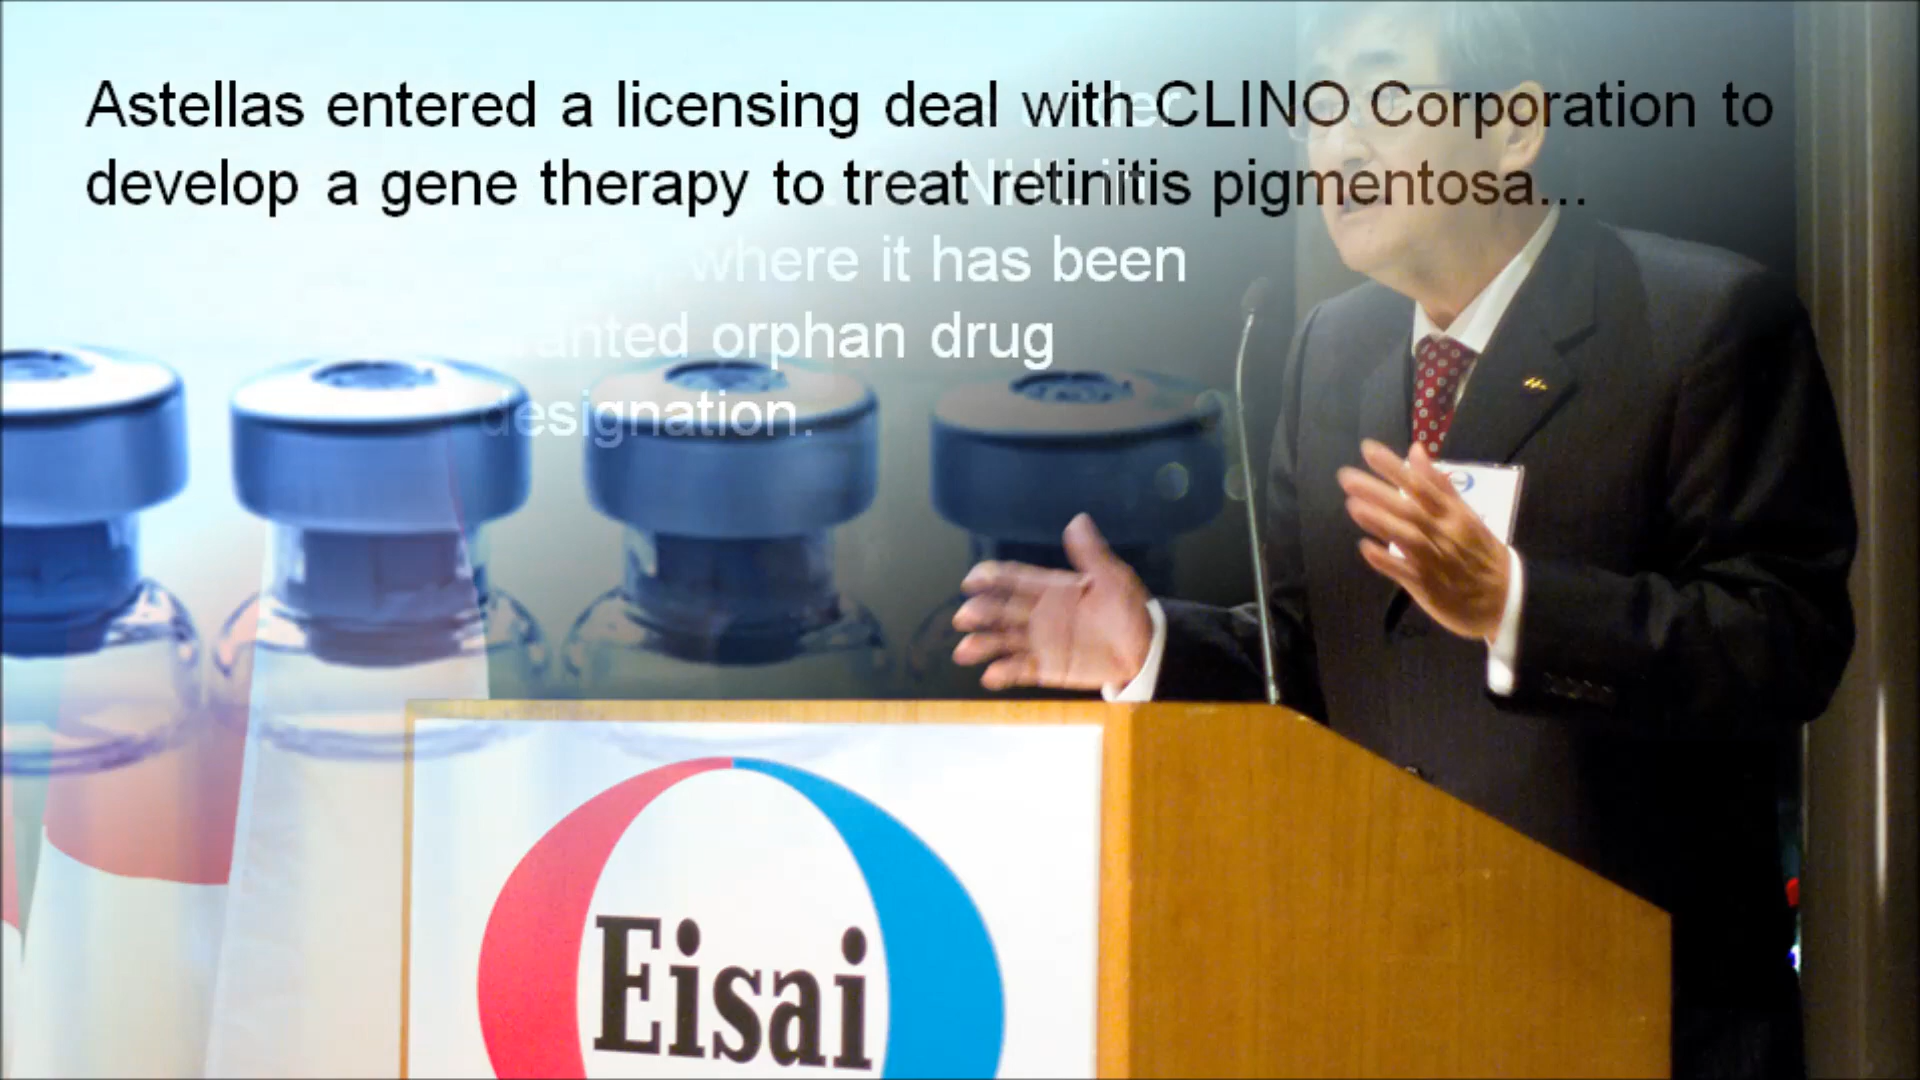 Astellas entered a licensing deal with CLINO Corporation to
develop a gene therapy to treat retinitis pigmentosa...
where it has been
granted orphan drug
designation.
Eisai